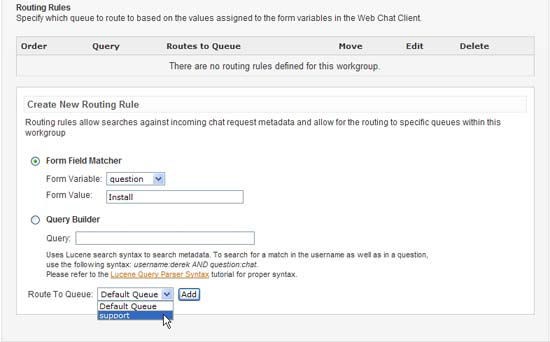 Routing Rules
Specify which queue to route to based on the values assigned to the form variables in the Web Chat Client.
Order Query Routes to Queue Move Edit Delete
There are no routing rules defined for this workgroup.
Create New Routing Rule
Routing rules allow searches against incoming chat request metadata and allow for the routing to specific queues within this
workgroup
Form Field Matcher
Form Variable: question
Form Value: Install
Query Builder
Query:
Uses Lucene search syntax to search metadata. To search for a match in the username as well as in a question,
use the following syntax: username:derek AND question:chat.
Please refer to the Lucene Query Parser Syntax tutorial for proper syntax.
Route To Queue: Default Queue Add
Default Queue
support